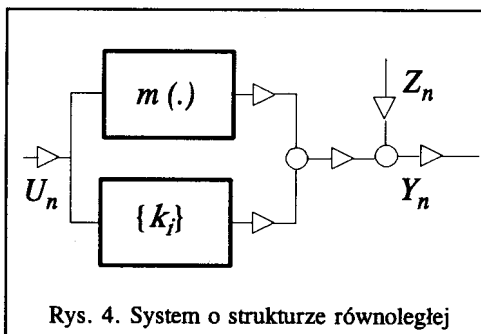 m (.)
Z_n
U_n
Y_n
{k_i}
Rys. 4. System o strukturze równoległej